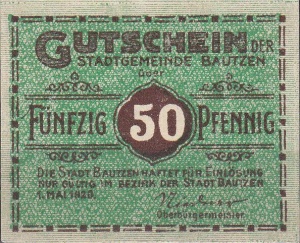 GUTSCHEIN DER
STADTGEMEINDE BAUTZEN
über
FÜNFZIG 50 PFENNIG
DIE STADT BAUTZEN HAFTET FÜR EINLÖSUNG
NUR GÜLTIG IM BEZIRK DER STADT BAUTZEN
1. MAI 1920.
Oberbürgermeister.